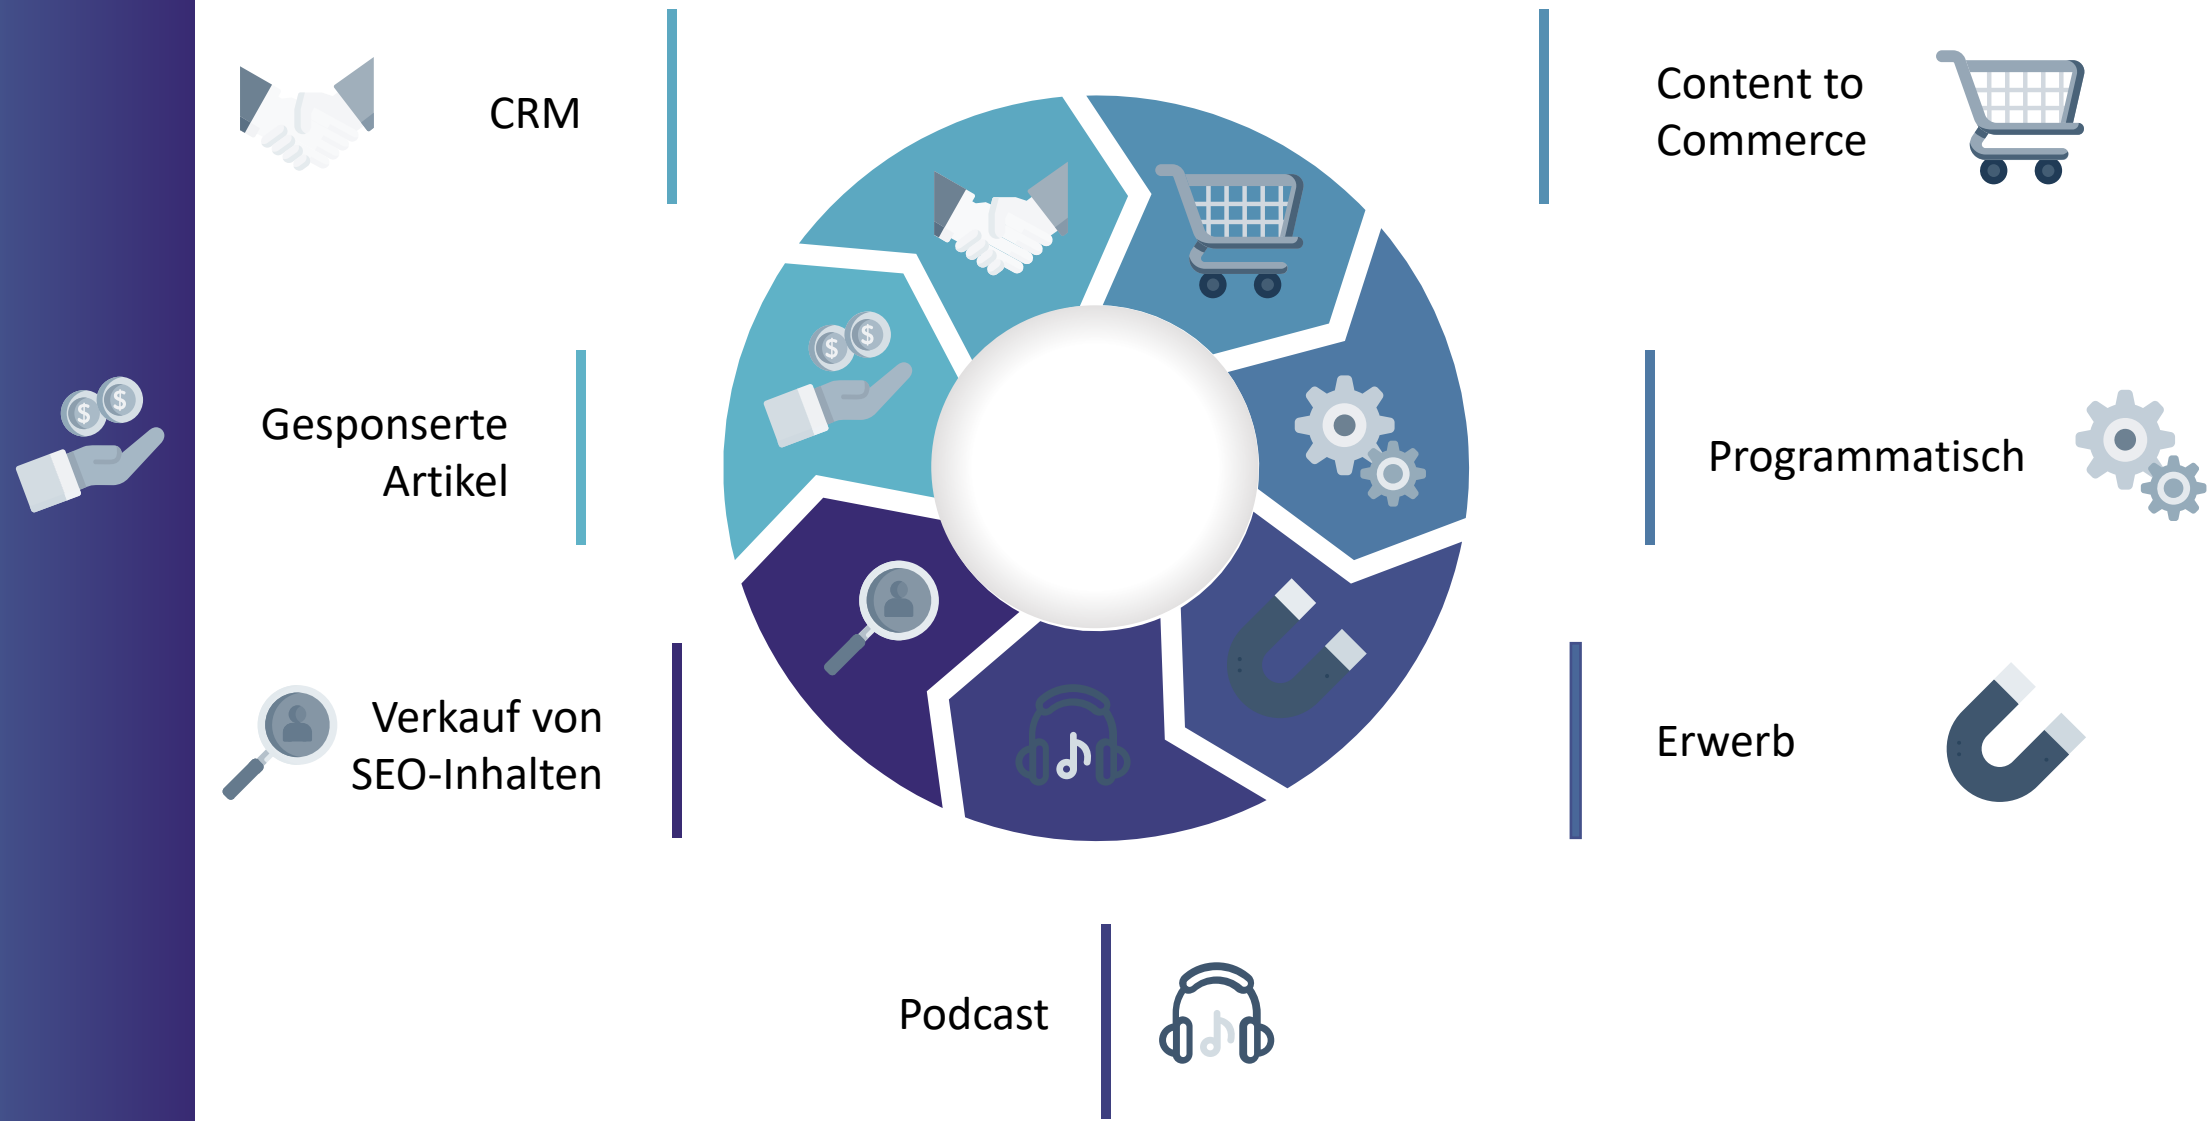 CRM
Content to
Commerce
Gesponserte
Artikel
Programmatisch
Verkauf von
SEO-Inhalten
Erwerb
Podcast
$
$
$
$